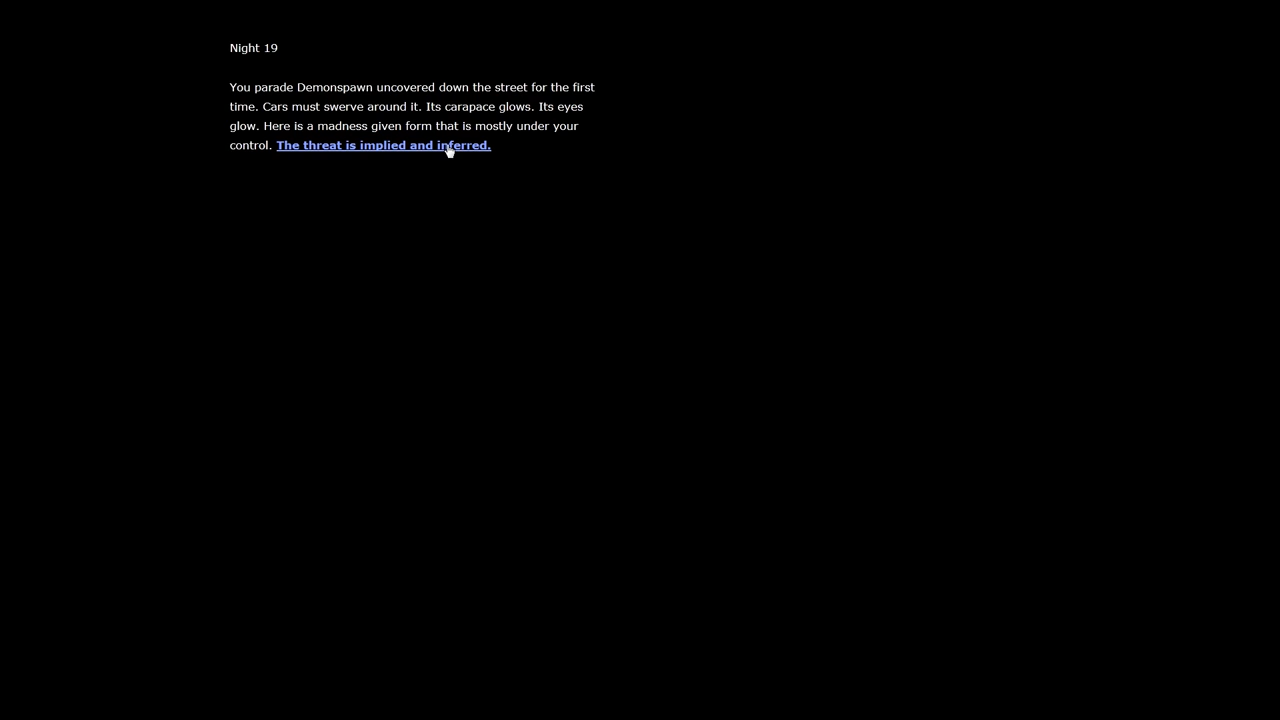 Night 19
You parade Demonspawn uncovered down the street for the first
time. Cars must swerve around it. Its carapace glows. Its eyes
glow. Here is a madness given form that is mostly under your
control. The threat is implied and inferred.